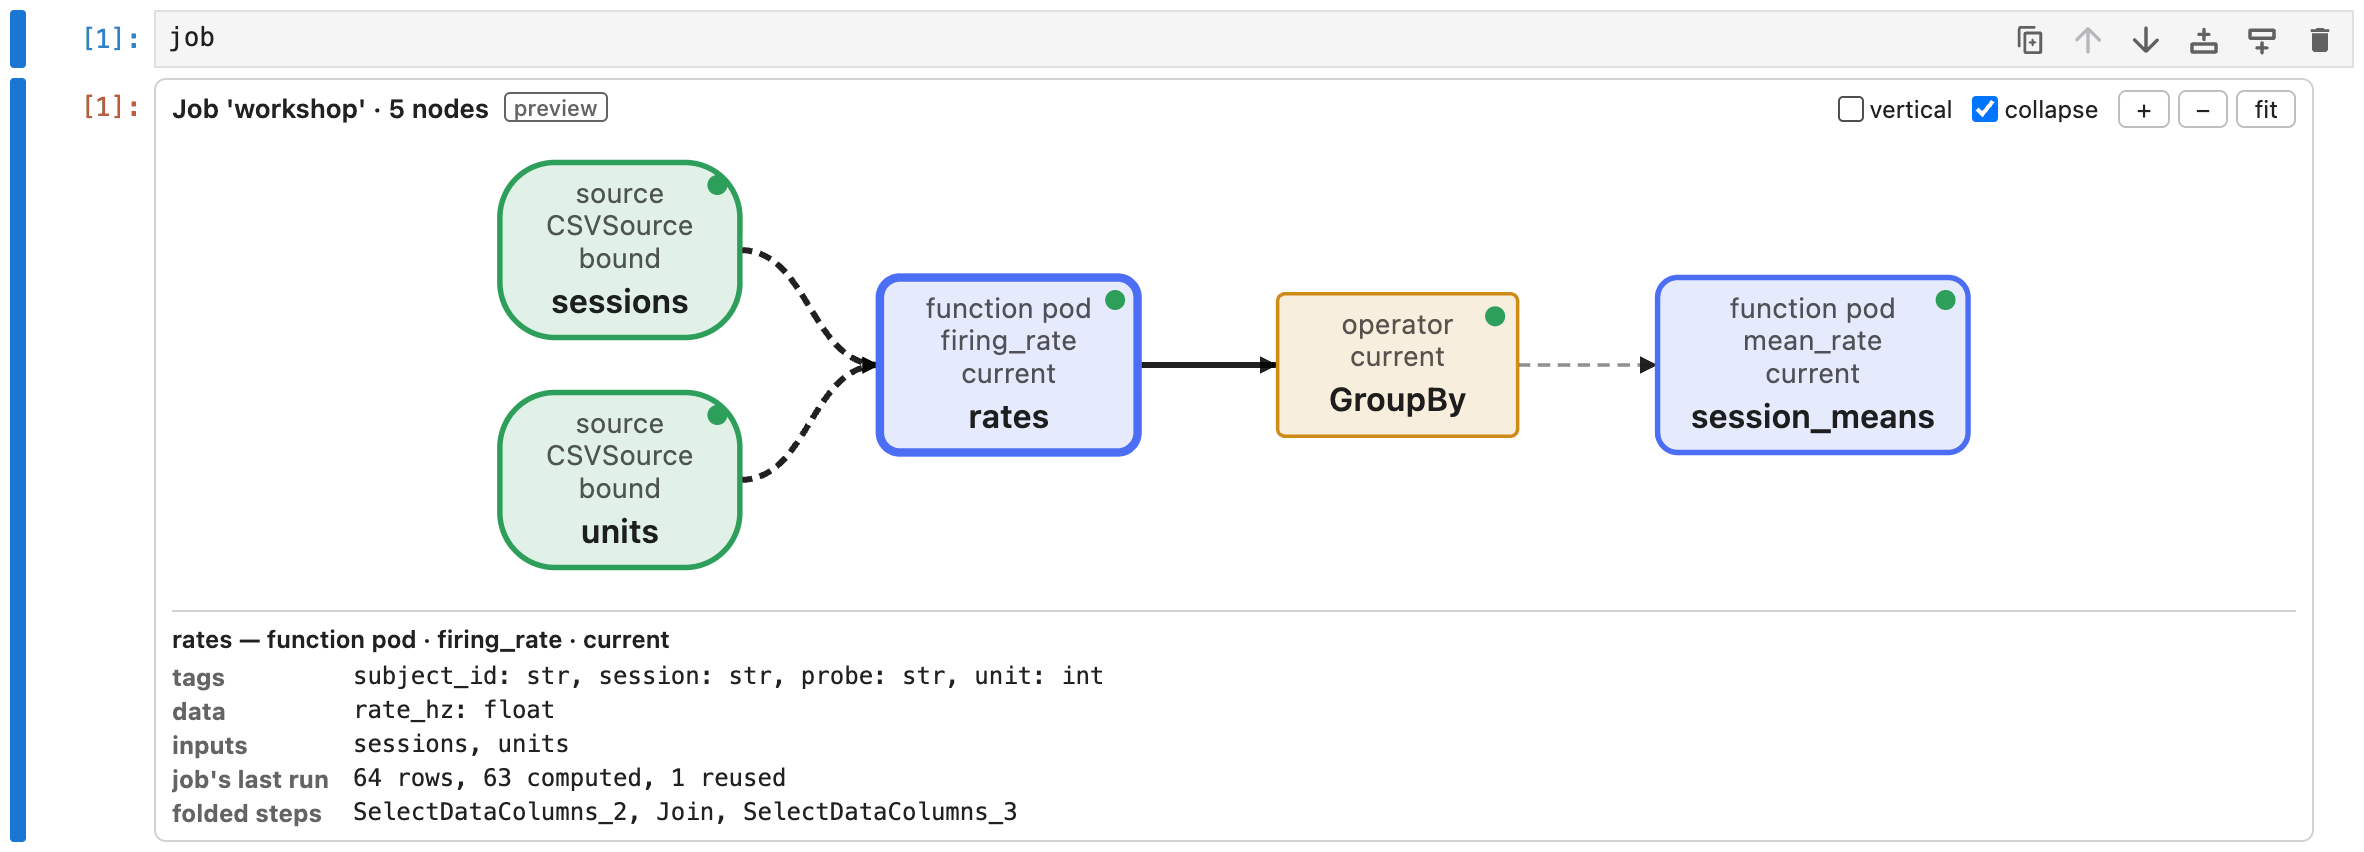 [1]: job
[1]: Job 'workshop' · 5 nodes preview vertical collapse + − fit
source
CSVSource
bound
sessions
source
CSVSource
bound
units
function pod
firing_rate
current
rates
operator
current
GroupBy
function pod
mean_rate
current
session_means
rates — function pod · firing_rate · current
tags subject_id: str, session: str, probe: str, unit: int
data rate_hz: float
inputs sessions, units
job's last run 64 rows, 63 computed, 1 reused
folded steps SelectDataColumns_2, Join, SelectDataColumns_3